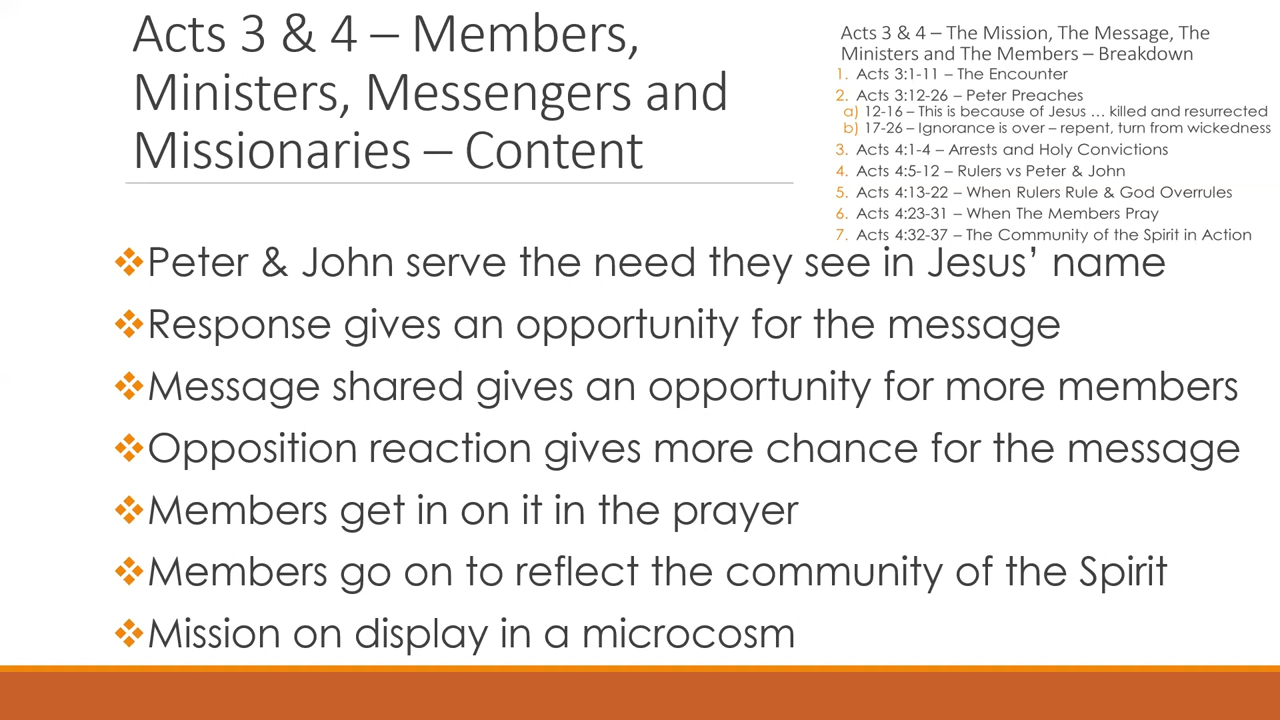 Acts 3 & 4 – Members,
Ministers, Messengers and
Missionaries – Content
Acts 3 & 4 – The Mission, The Message, The
Ministers and The Members – Breakdown
1. Acts 3:1-11 – The Encounter
2. Acts 3:12-26 – Peter Preaches
a) 12-16 – This is because of Jesus … killed and resurrected
b) 17-26 – Ignorance is over – repent, turn from wickedness
3. Acts 4:1-4 – Arrests and Holy Convictions
4. Acts 4:5-12 – Rulers vs Peter & John
5. Acts 4:13-22 – When Rulers Rule & God Overrules
6. Acts 4:23-31 – When The Members Pray
7. Acts 4:32-37 – The Community of the Spirit in Action
❖Peter & John serve the need they see in Jesus’ name
❖Response gives an opportunity for the message
❖Message shared gives an opportunity for more members
❖Opposition reaction gives more chance for the message
❖Members get in on it in the prayer
❖Members go on to reflect the community of the Spirit
❖Mission on display in a microcosm